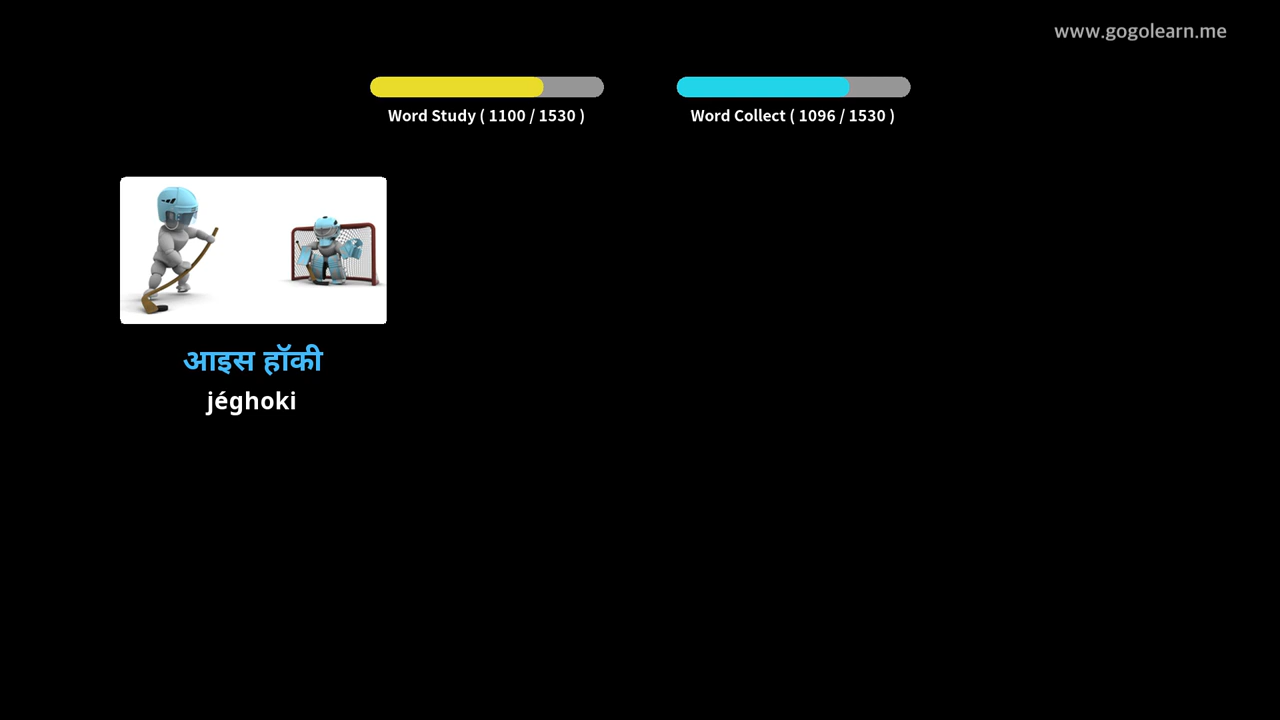 www.gogolearn.me
Word Study ( 1100 / 1530 )
Word Collect ( 1096 / 1530 )
आइस हॉकी
jéghoki